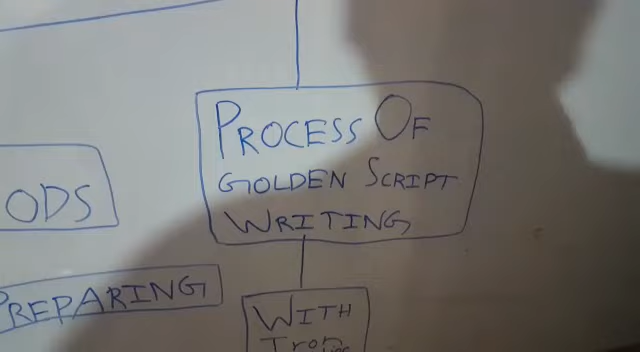 PROCESS OF
GOLDEN SCRIPT
WRITING
ODS
PREPARING
WITH